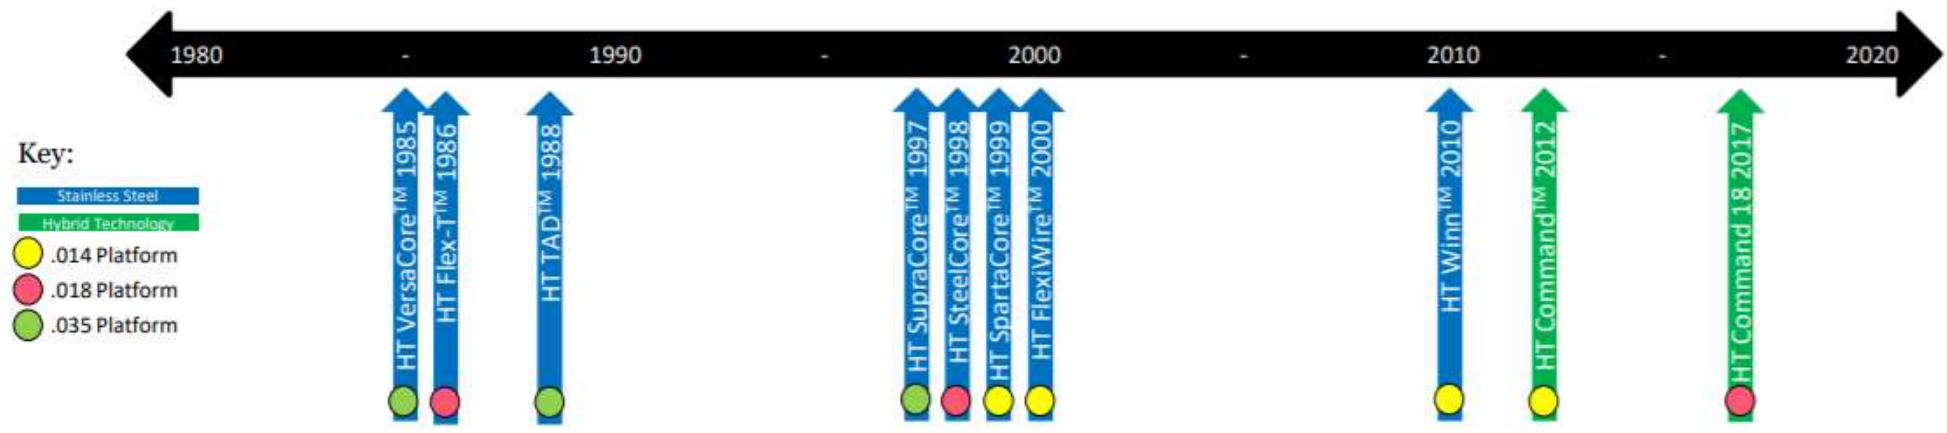 1980 - 1990 - 2000 - 2010 - 2020
HT VersaCore™ 1985
HT Flex-T™ 1986
HT TAD™ 1988
HT SupraCore™ 1997
HT SteelCore™ 1998
HT SpartaCore™ 1999
HT FlexiWire™ 2000
HT Winn™ 2010
HT Command™ 2012
HT Command 18 2017
Key:
Stainless Steel
Hybrid Technology
.014 Platform
.018 Platform
.035 Platform